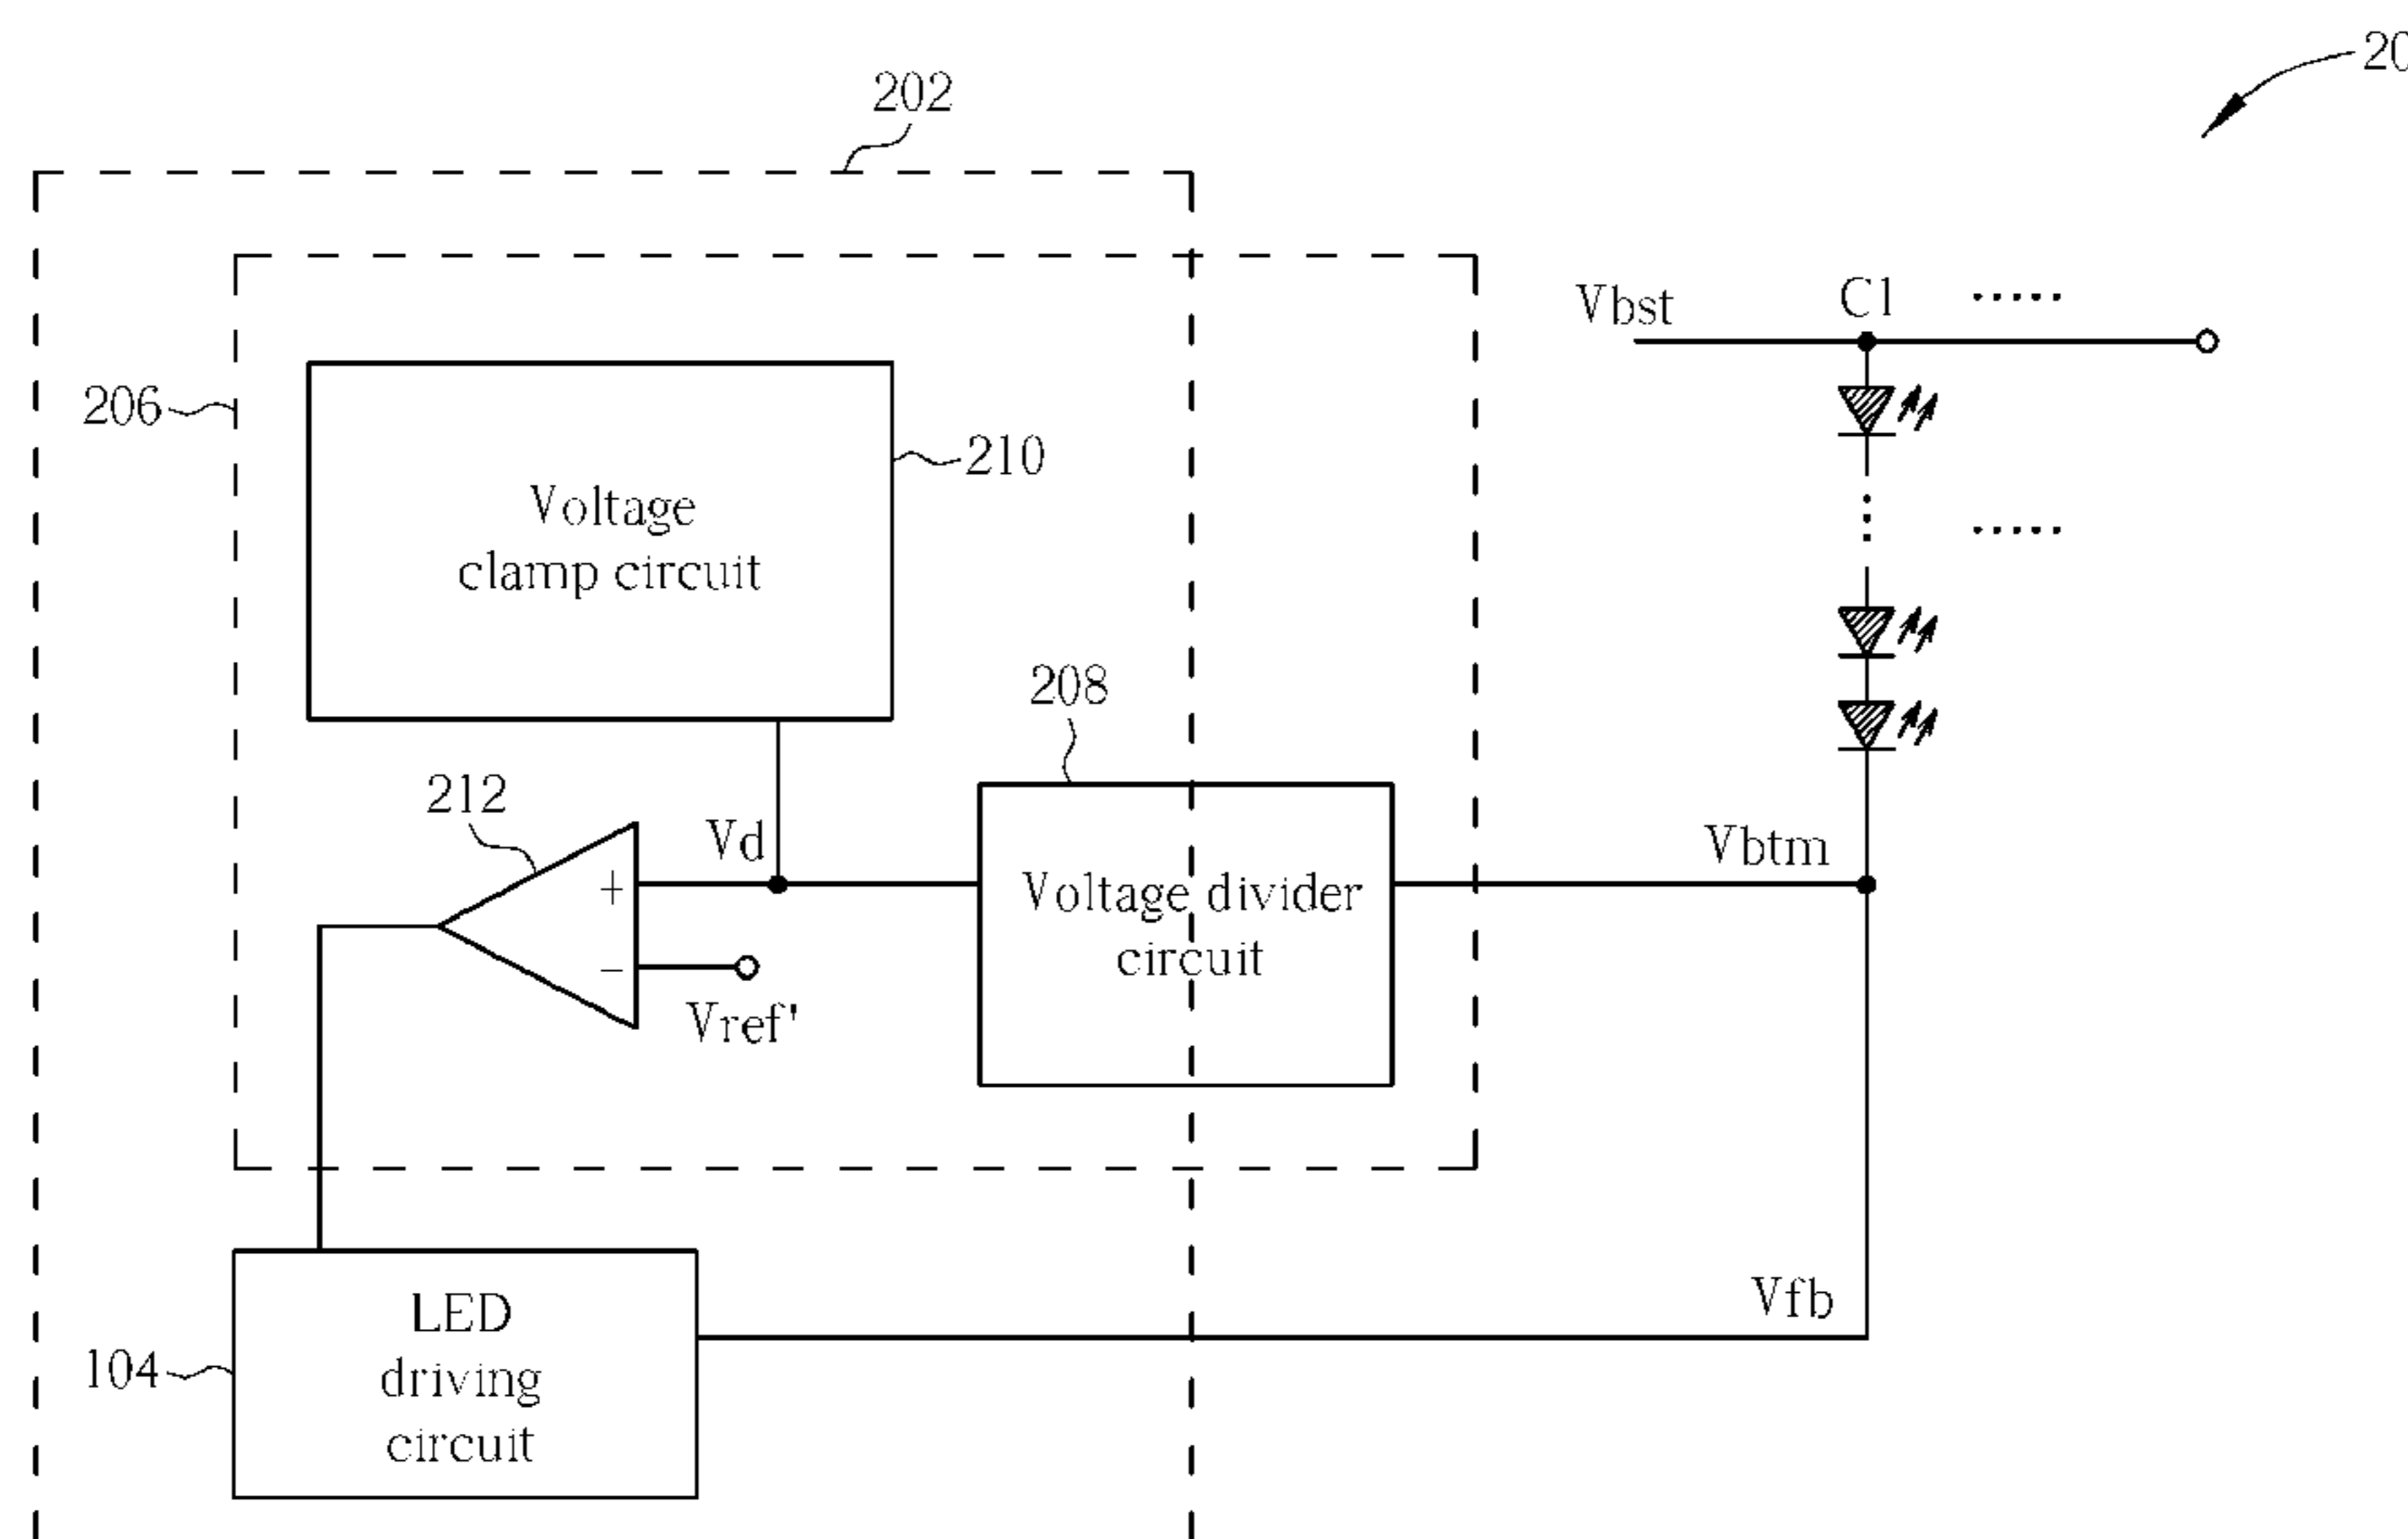 20
202
Vbst
C1
.....
206
210
Voltage
clamp circuit
.....
208
212
Vd
Vbtm
+
Voltage divider
circuit
−
Vref'
Vfb
LED
driving
circuit
104